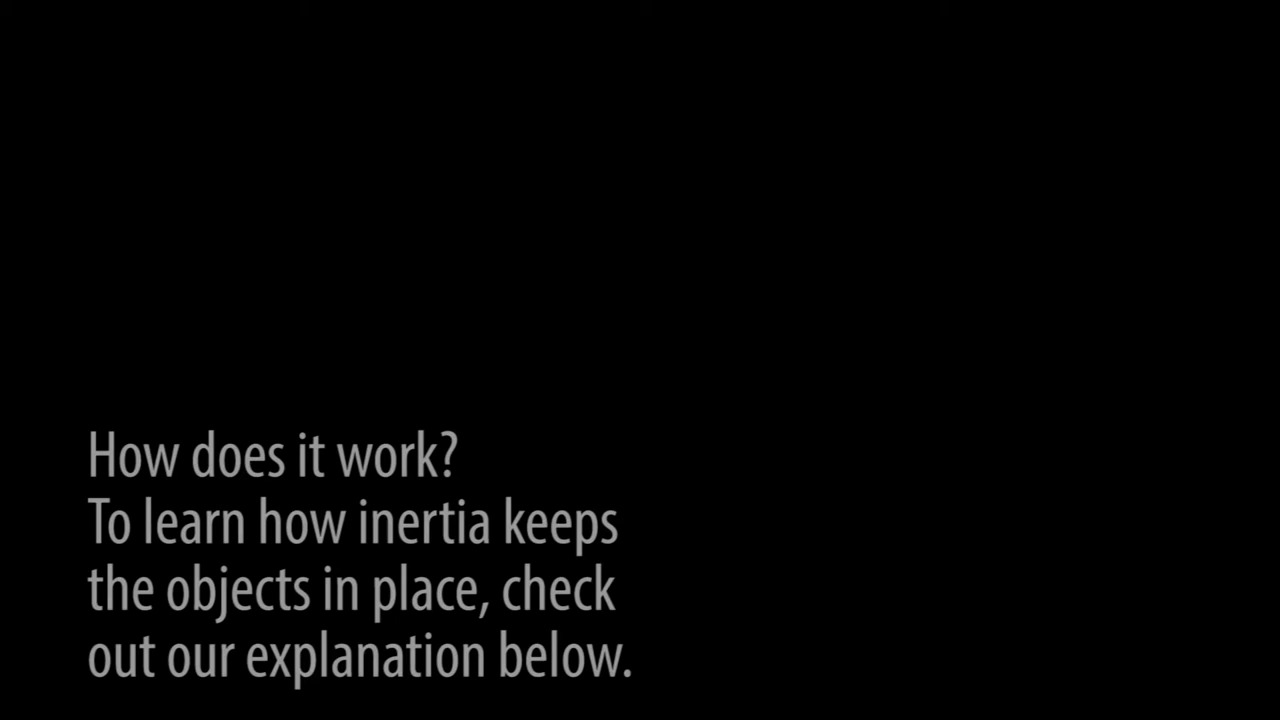 How does it work?
To learn how inertia keeps
the objects in place, check
out our explanation below.